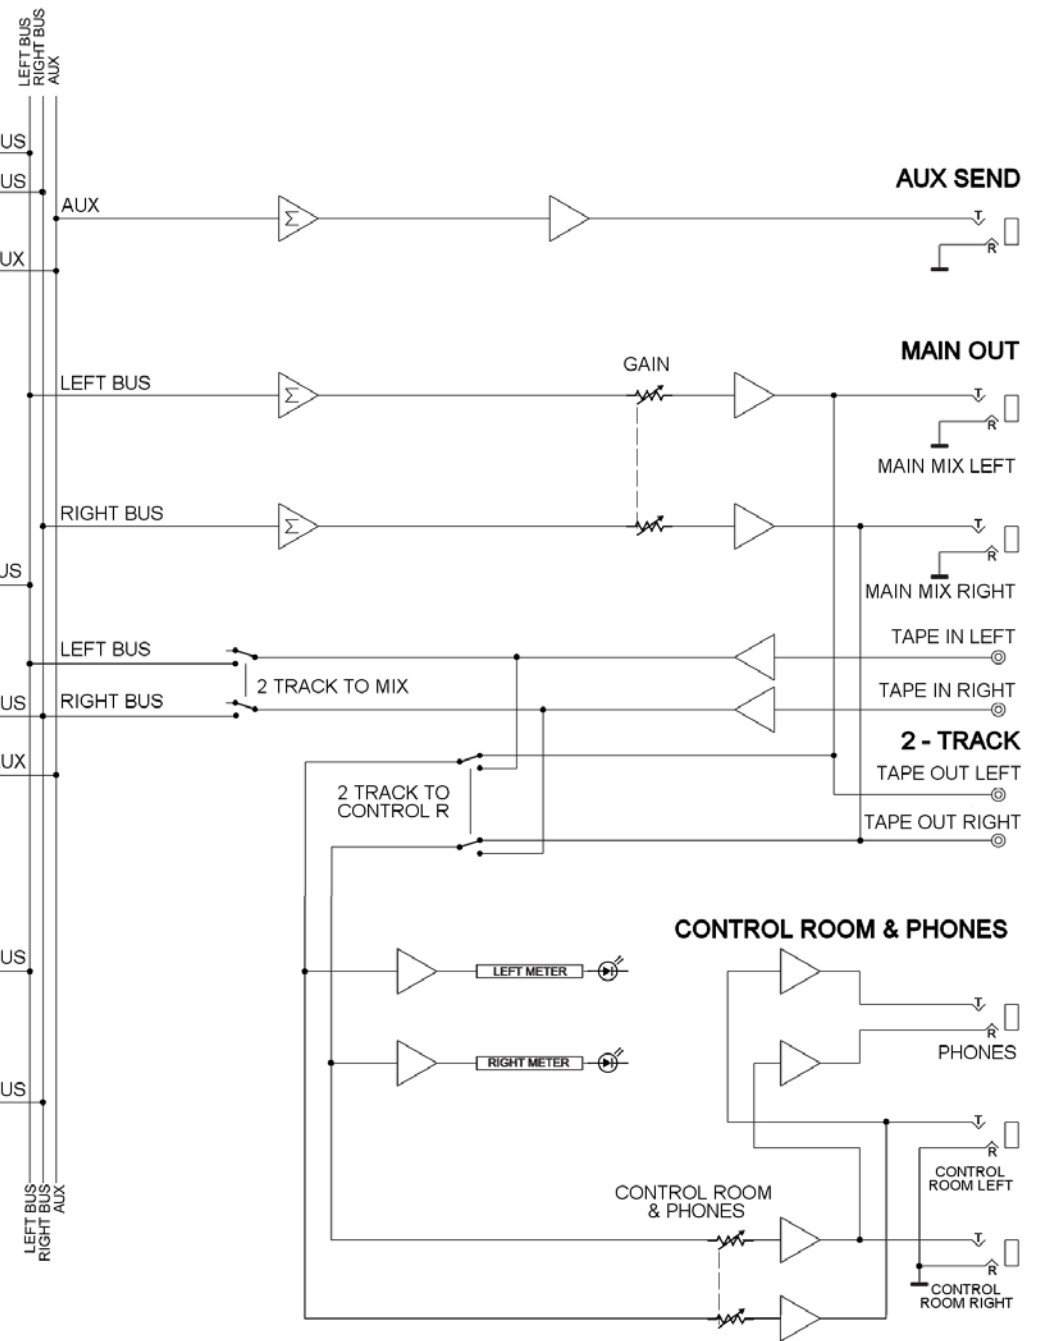 LEFT BUS
RIGHT BUS
AUX
US
US
UX
AUX
Σ
AUX SEND
T
R
MAIN OUT
GAIN
LEFT BUS
Σ
T
R
MAIN MIX LEFT
RIGHT BUS
Σ
T
R
MAIN MIX RIGHT
US
LEFT BUS
TAPE IN LEFT
2 TRACK TO MIX
US
RIGHT BUS
TAPE IN RIGHT
2 - TRACK
UX
TAPE OUT LEFT
2 TRACK TO
CONTROL R
TAPE OUT RIGHT
CONTROL ROOM & PHONES
US
LEFT METER
T
R
PHONES
RIGHT METER
US
T
R
CONTROL
ROOM LEFT
CONTROL ROOM
& PHONES
T
R
CONTROL
ROOM RIGHT
LEFT BUS
RIGHT BUS
AUX